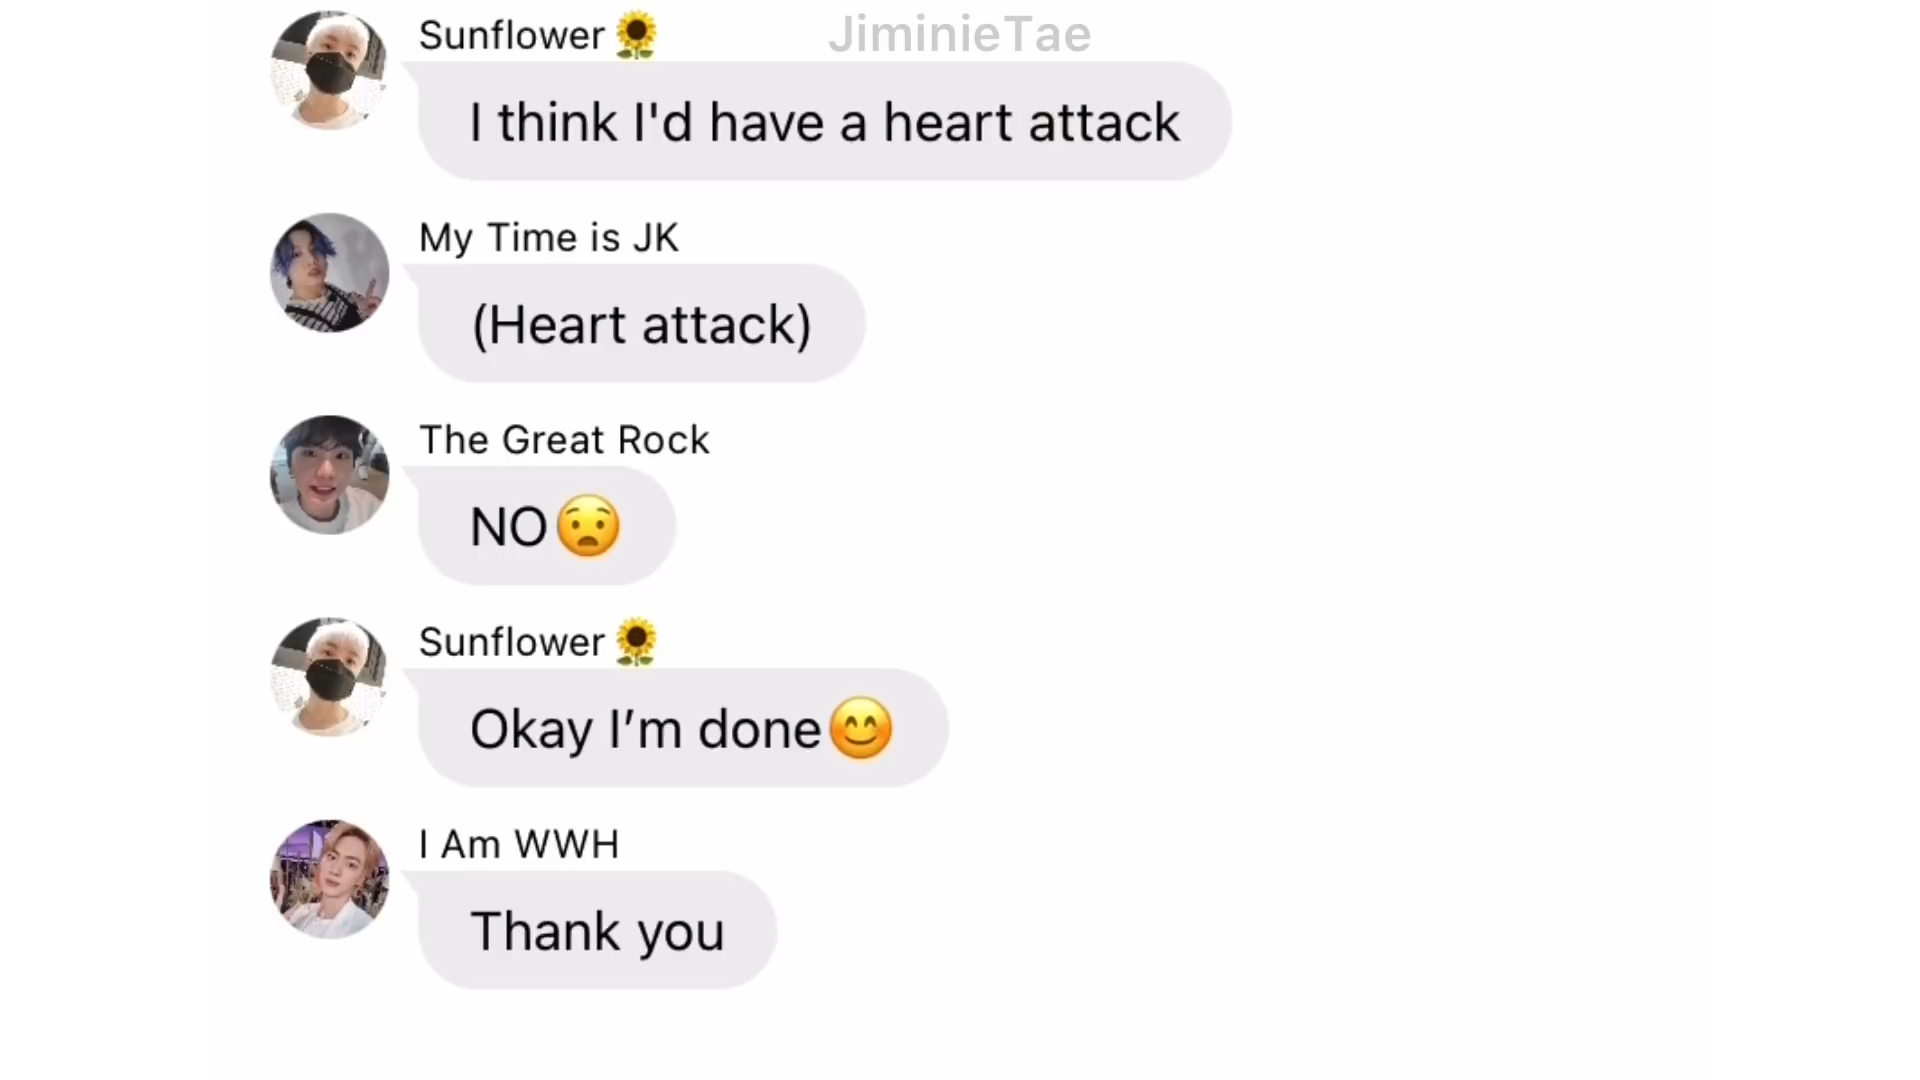 Sunflower🌻
JiminieTae
I think I'd have a heart attack
My Time is JK
(Heart attack)
The Great Rock
NO😧
Sunflower🌻
Okay I’m done😊
I Am WWH
Thank you